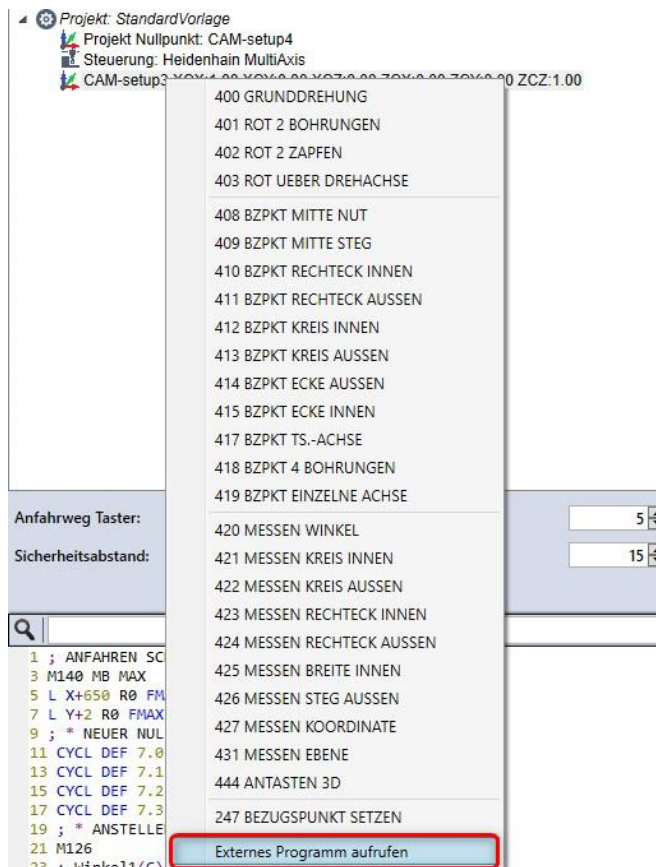 Projekt: StandardVorlage
Projekt Nullpunkt: CAM-setup4
Steuerung: Heidenhain MultiAxis
CAM-setup3 ZCZ:1.00
400 GRUNDDREHUNG
401 ROT 2 BOHRUNGEN
402 ROT 2 ZAPFEN
403 ROT UEBER DREHACHSE
408 BZPKT MITTE NUT
409 BZPKT MITTE STEG
410 BZPKT RECHTECK INNEN
411 BZPKT RECHTECK AUSSEN
412 BZPKT KREIS INNEN
413 BZPKT KREIS AUSSEN
414 BZPKT ECKE AUSSEN
415 BZPKT ECKE INNEN
417 BZPKT TS.-ACHSE
418 BZPKT 4 BOHRUNGEN
419 BZPKT EINZELNE ACHSE
420 MESSEN WINKEL
421 MESSEN KREIS INNEN
422 MESSEN KREIS AUSSEN
423 MESSEN RECHTECK INNEN
424 MESSEN RECHTECK AUSSEN
425 MESSEN BREITE INNEN
426 MESSEN STEG AUSSEN
427 MESSEN KOORDINATE
431 MESSEN EBENE
444 ANTASTEN 3D
247 BEZUGSPUNKT SETZEN
Externes Programm aufrufen
Anfahrweg Taster: 5
Sicherheitsabstand: 15
1 ; ANFAHREN SC
3 M140 MB MAX
5 L X+650 R0 FM
7 L Y+2 R0 FMAX
9 ; * NEUER NUL
11 CYCL DEF 7.0
13 CYCL DEF 7.1
15 CYCL DEF 7.2
17 CYCL DEF 7.3
19 ; * ANSTELLE
21 M126
23 ; Winkel1(C)